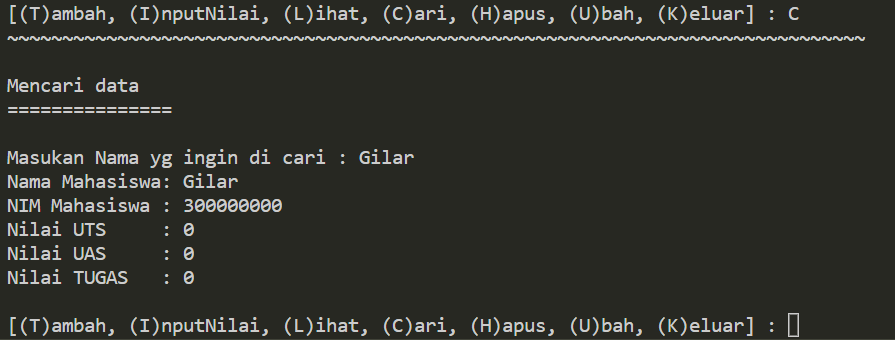 [(T)ambah, (I)nputNilai, (L)ihat, (C)ari, (H)apus, (U)bah, (K)eluar] : C
~~~~~~~~~~~~~~~~~~~~~~~~~~~~~~~~~~~~~~~~~~~~~~~~~~~~~~~~~~~~~~~~~~~~~~~~~~~~~~
Mencari data
===============
Masukan Nama yg ingin di cari : Gilar
Nama Mahasiswa: Gilar
NIM Mahasiswa : 300000000
Nilai UTS     : 0
Nilai UAS     : 0
Nilai TUGAS   : 0
[(T)ambah, (I)nputNilai, (L)ihat, (C)ari, (H)apus, (U)bah, (K)eluar] :